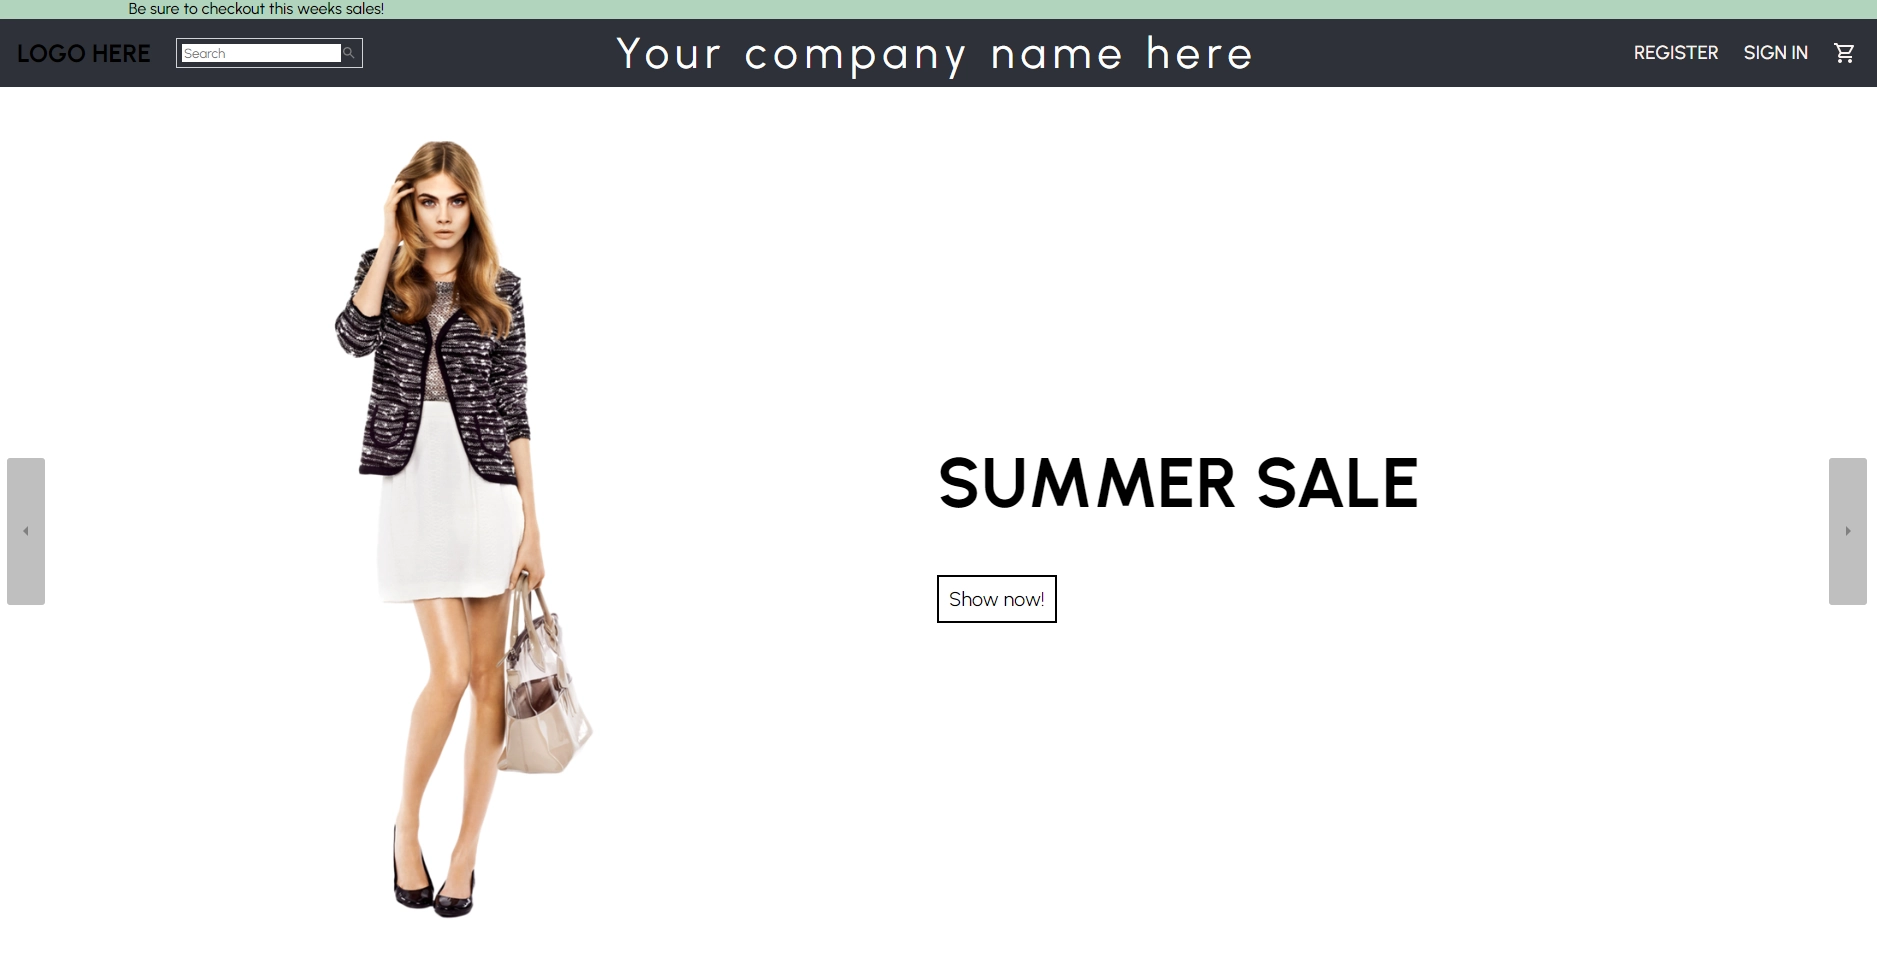 Be sure to checkout this weeks sales!
LOGO HERE
Search
Your company name here
REGISTER
SIGN IN
SUMMER SALE
Show now!